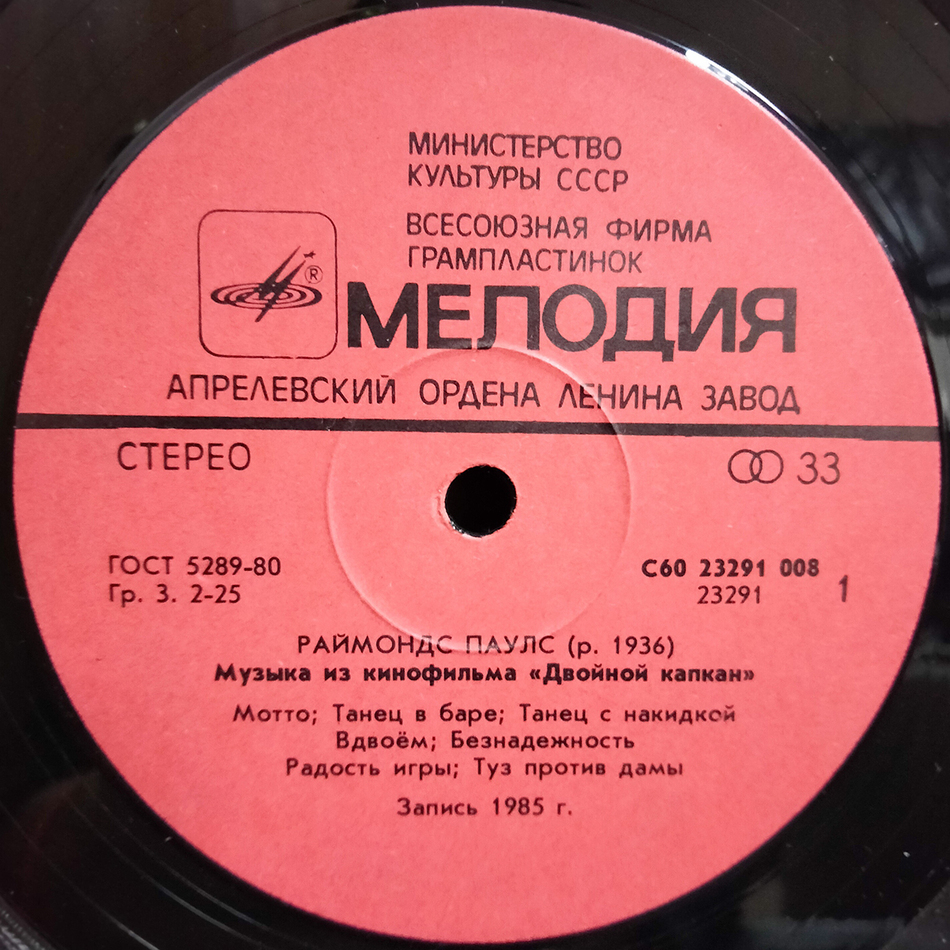 МИНИСТЕРСТВО
КУЛЬТУРЫ СССР
ВСЕСОЮЗНАЯ ФИРМА
ГРАМПЛАСТИНОК
®
МЕЛОДИЯ
АПРЕЛЕВСКИЙ ОРДЕНА ЛЕНИНА ЗАВОД
СТЕРЕО
33
ГОСТ 5289-80
Гр. 3. 2-25
С60 23291 008
23291
1
РАЙМОНДС ПАУЛС (р. 1936)
Музыка из кинофильма «Двойной капкан»
Мотто; Танец в баре; Танец с накидкой
Вдвоём; Безнадежность
Радость игры; Туз против дамы
Запись 1985 г.